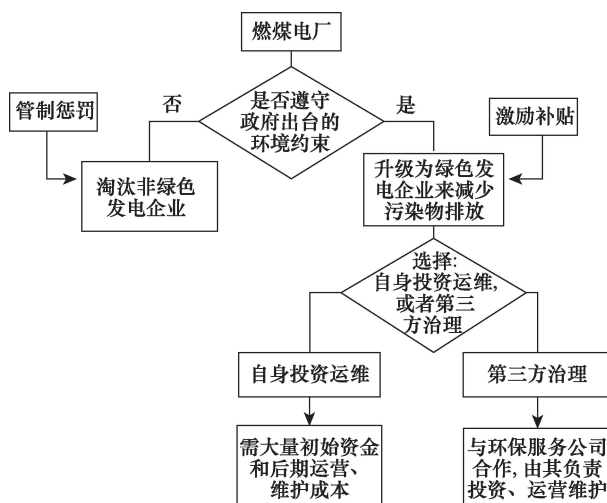 燃煤电厂
管制惩罚
否
是否遵守
政府出台的
环境约束
是
激励补贴
淘汰非绿色
发电企业
升级为绿色发
电企业来减少
污染物排放
选择:
自身投资运维,
或者第三
方治理
自身投资运维
第三方治理
需大量初始资金
和后期运营、
维护成本
与环保服务公司
合作, 由其负责
投资、运营维护